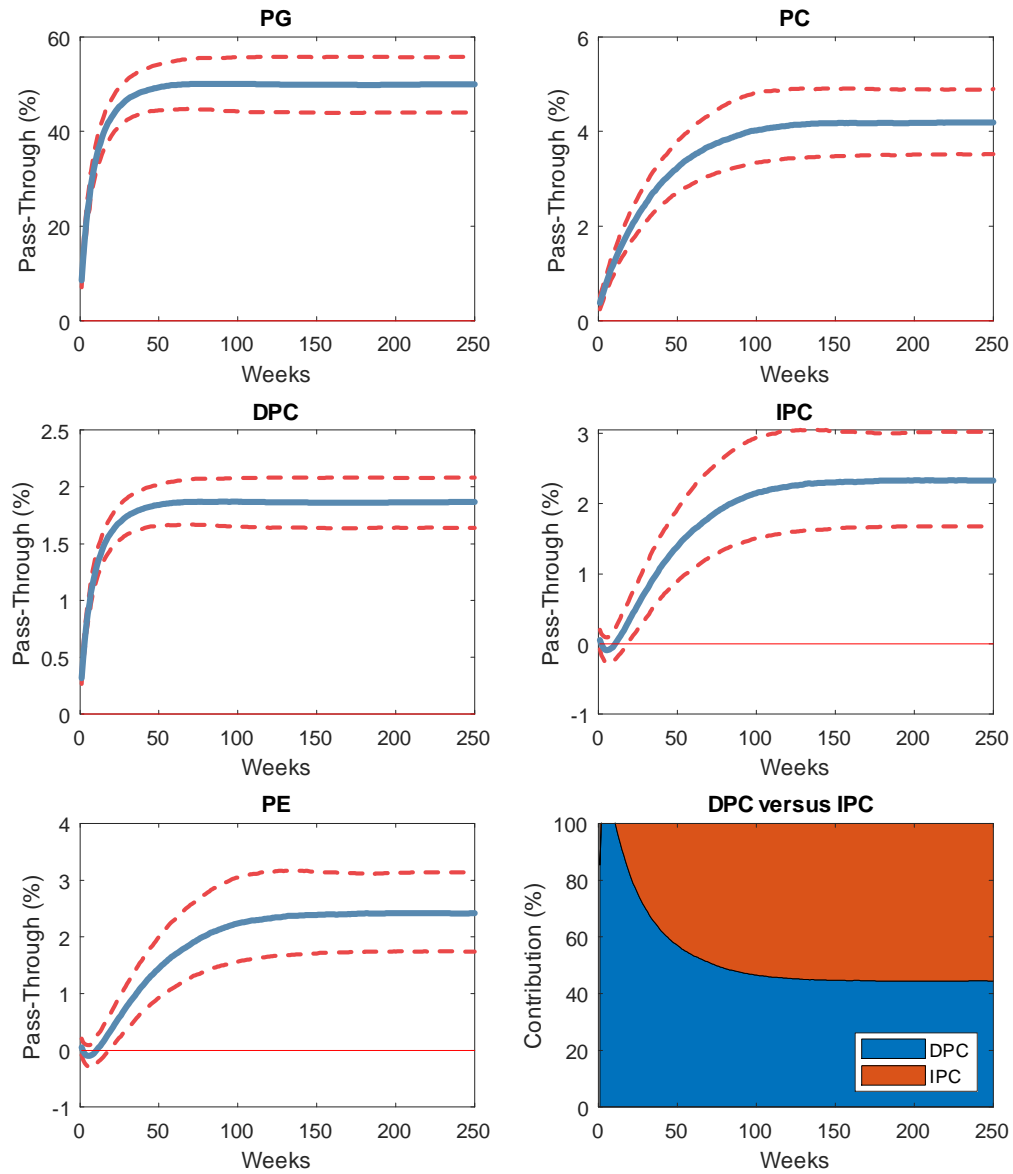 PG
Pass-Through (%)
60
40
20
0
0 50 100 150 200 250
Weeks
PC
Pass-Through (%)
6
4
2
0
0 50 100 150 200 250
Weeks
DPC
Pass-Through (%)
2.5
2
1.5
1
0.5
0
0 50 100 150 200 250
Weeks
IPC
Pass-Through (%)
3
2
1
0
-1
0 50 100 150 200 250
Weeks
PE
Pass-Through (%)
4
3
2
1
0
-1
0 50 100 150 200 250
Weeks
DPC versus IPC
Contribution (%)
100
80
60
40
20
0
DPC
IPC
0 50 100 150 200 250
Weeks